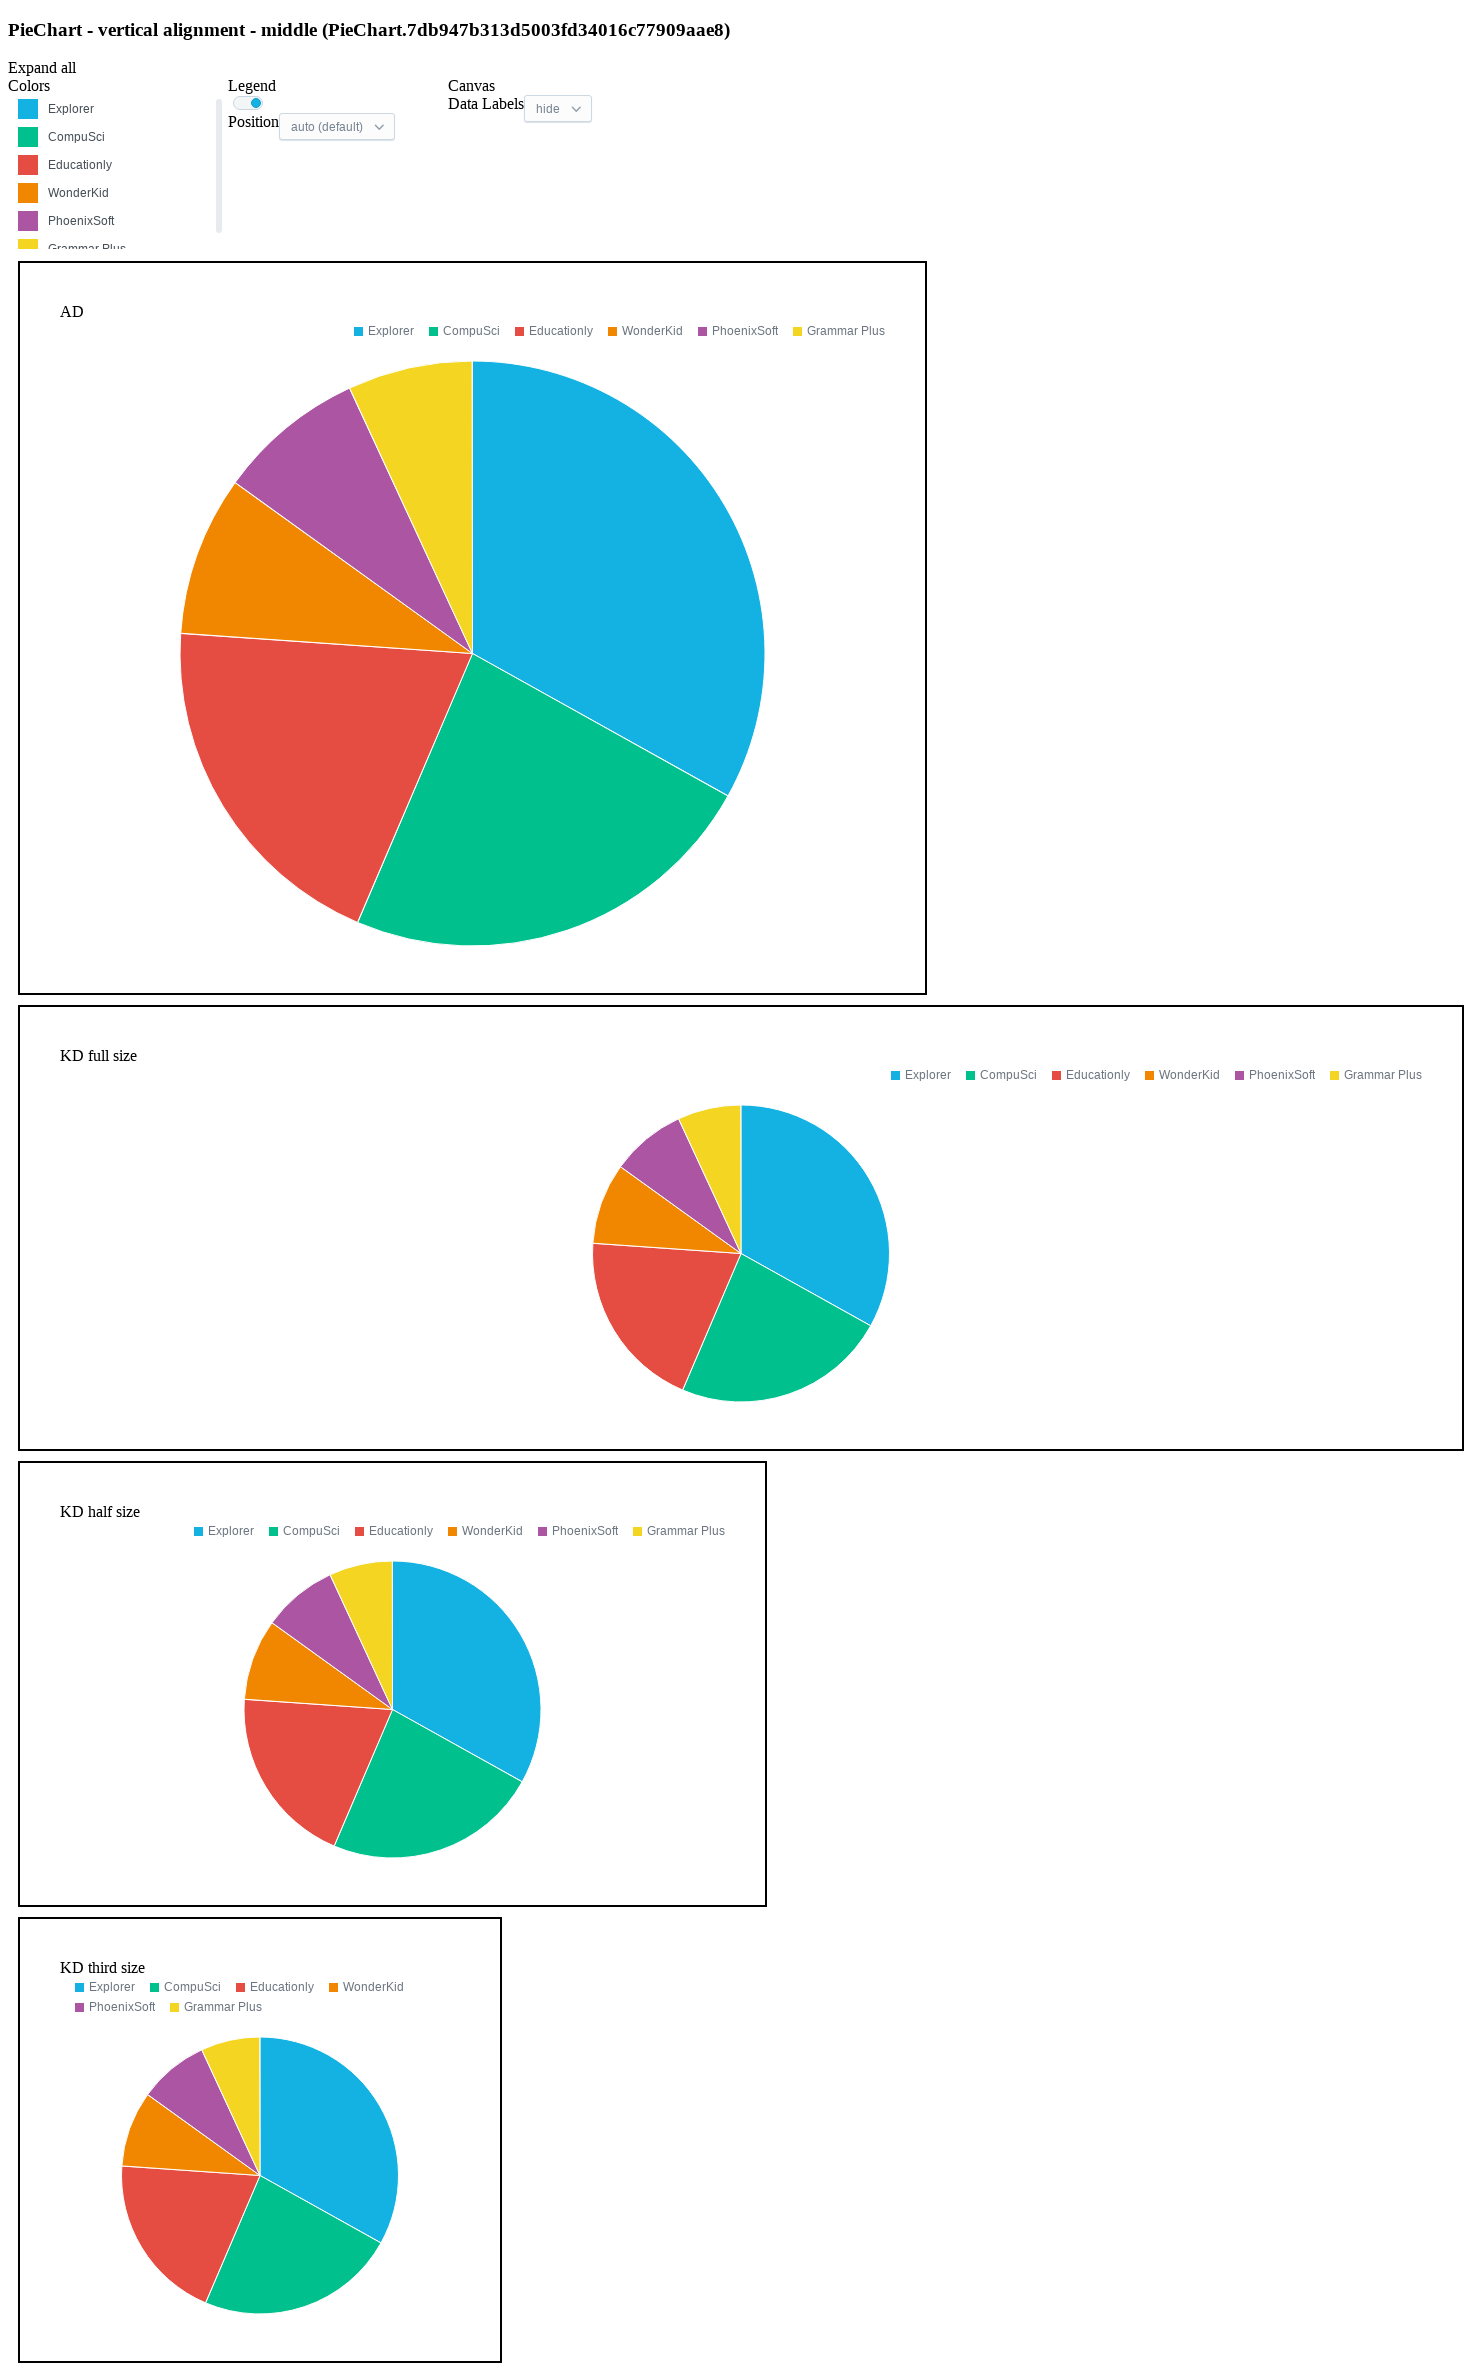 PieChart - vertical alignment - middle (PieChart.7db947b313d5003fd34016c77909aae8)
Expand all
Colors
Explorer
CompuSci
Educationly
WonderKid
PhoenixSoft
Grammar Plus
Legend
Position auto (default)
Canvas
Data Labels hide
AD
Explorer CompuSci Educationly WonderKid PhoenixSoft Grammar Plus
KD full size
Explorer CompuSci Educationly WonderKid PhoenixSoft Grammar Plus
KD half size
Explorer CompuSci Educationly WonderKid PhoenixSoft Grammar Plus
KD third size
Explorer CompuSci Educationly WonderKid
PhoenixSoft Grammar Plus